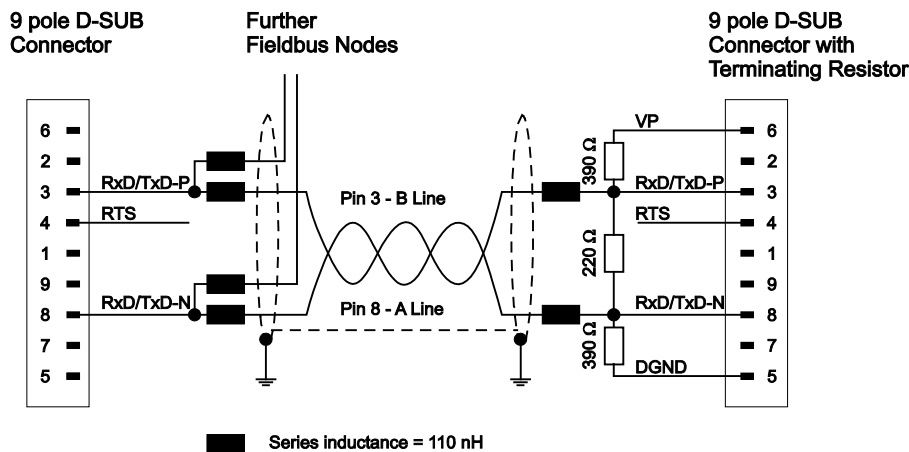 9 pole D-SUB
Connector
Further
Fieldbus Nodes
9 pole D-SUB
Connector with
Terminating Resistor
6
2
3
4
1
9
8
7
5
RxD/TxD-P
RTS
RxD/TxD-N
Pin 3 - B Line
Pin 8 - A Line
390 Ω
220 Ω
390 Ω
VP
RxD/TxD-P
RTS
RxD/TxD-N
DGND
6
2
3
4
1
9
8
7
5
Series inductance = 110 nH